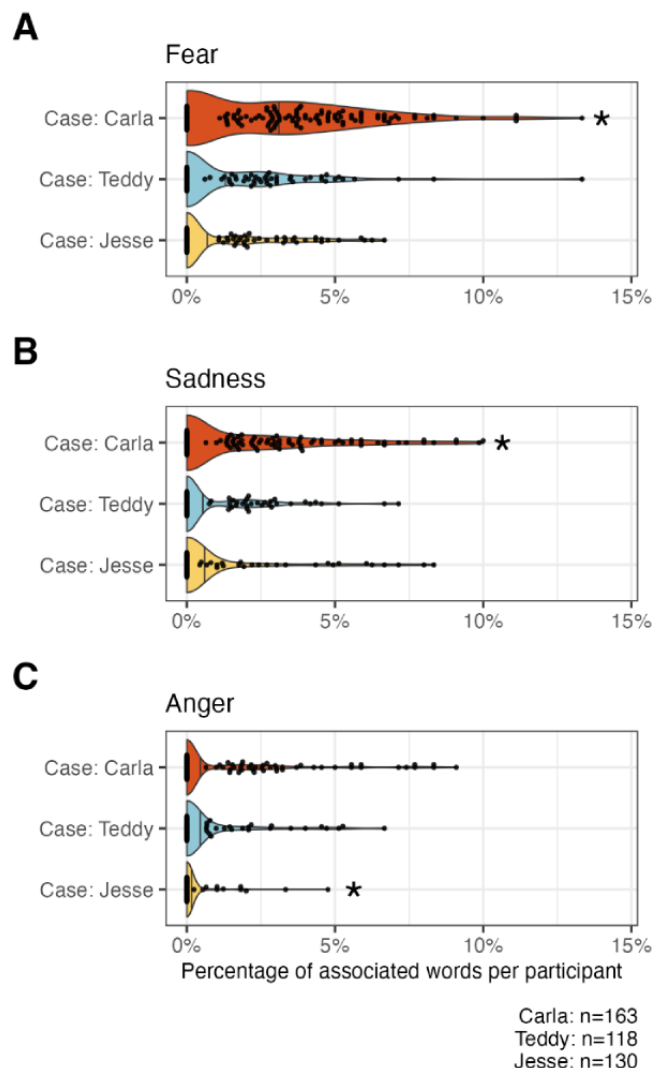 A
Fear
Case: Carla
*
Case: Teddy
Case: Jesse
0% 5% 10% 15%
B
Sadness
Case: Carla
*
Case: Teddy
Case: Jesse
0% 5% 10% 15%
C
Anger
Case: Carla
Case: Teddy
Case: Jesse
*
0% 5% 10% 15%
Percentage of associated words per participant
Carla: n=163
Teddy: n=118
Jesse: n=130